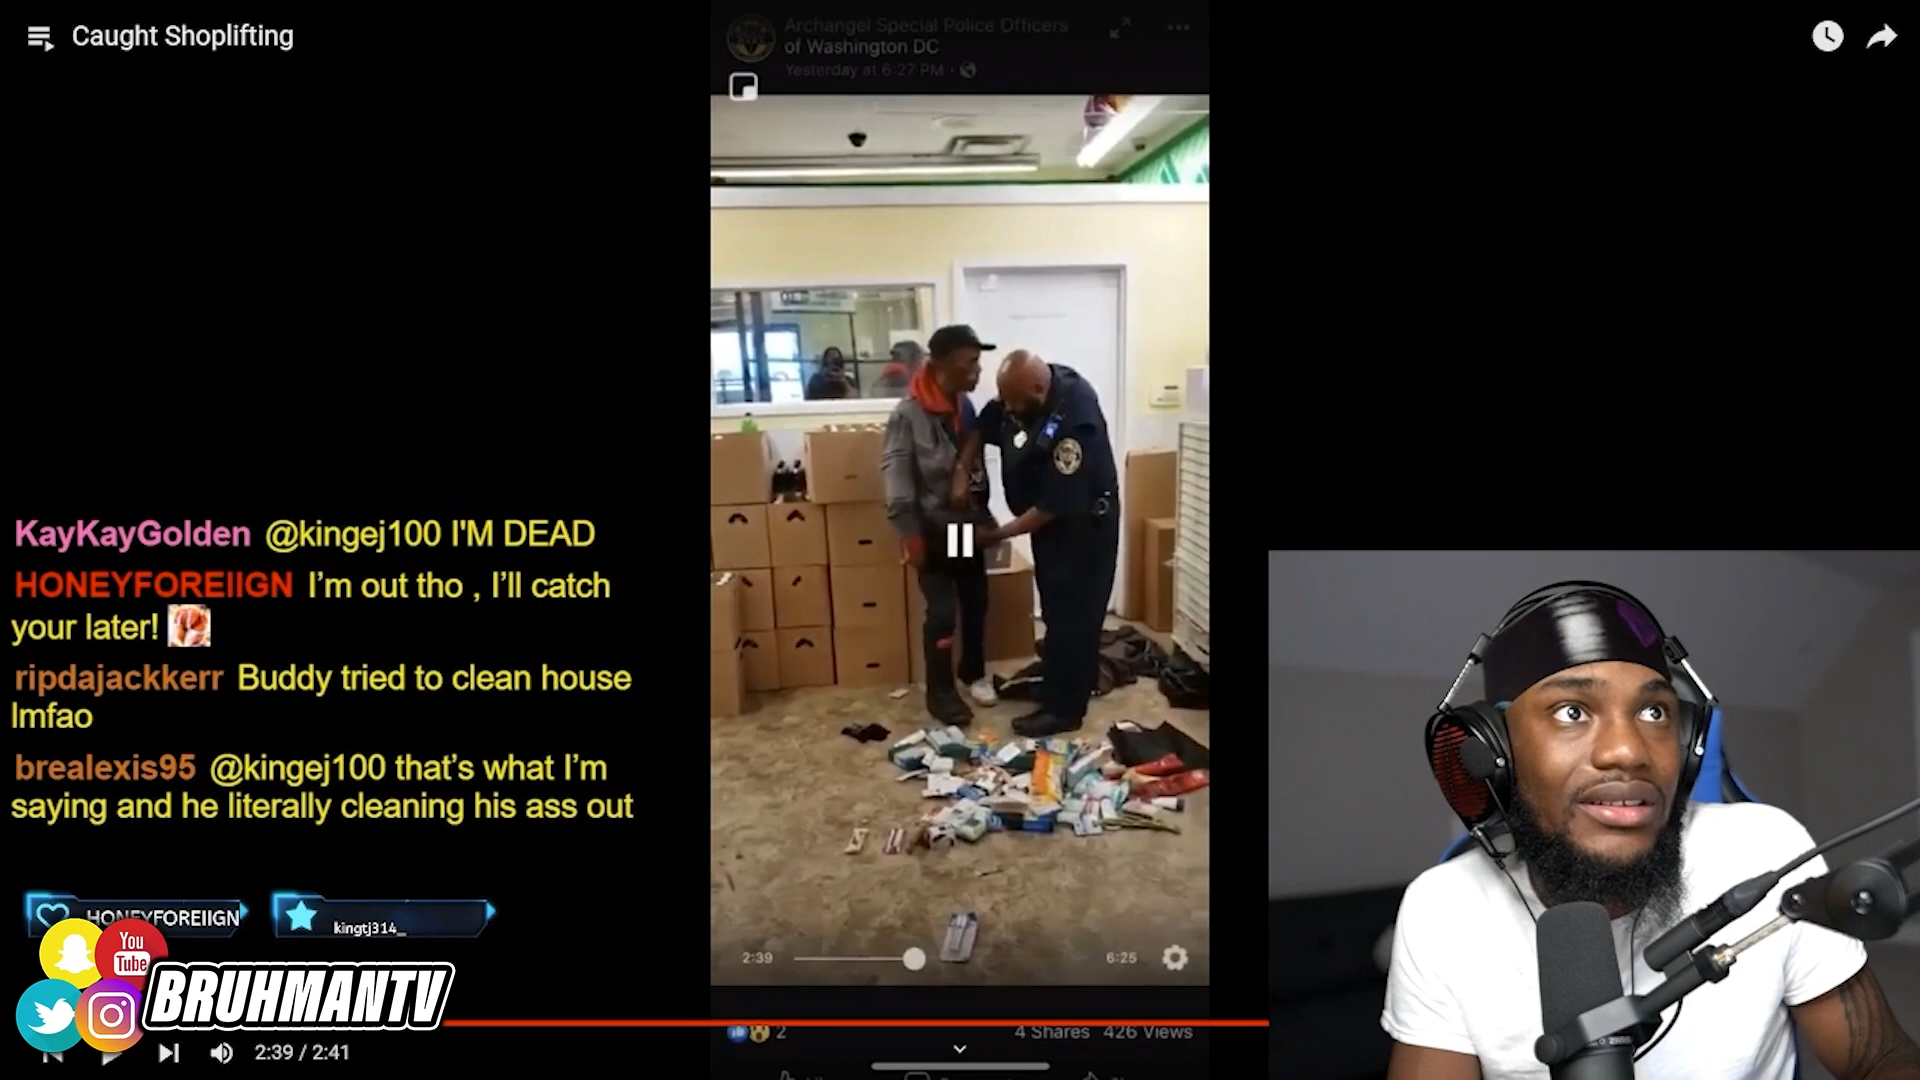 Caught Shoplifting
Archangel Special Police Officers
of Washington DC
Yesterday at 6:27 PM
KayKayGolden @kingej100 I'M DEAD
HONEYFOREIIGN I’m out tho , I’ll catch
your later!
ripdajackkerr Buddy tried to clean house
lmfao
brealexis95 @kingej100 that’s what I’m
saying and he literally cleaning his ass out
HONEYFOREIIGN
kingtj314_
You
Tube
BRUHMANTV
2:39
6:25
2
4 Shares 426 Views
2:39 / 2:41